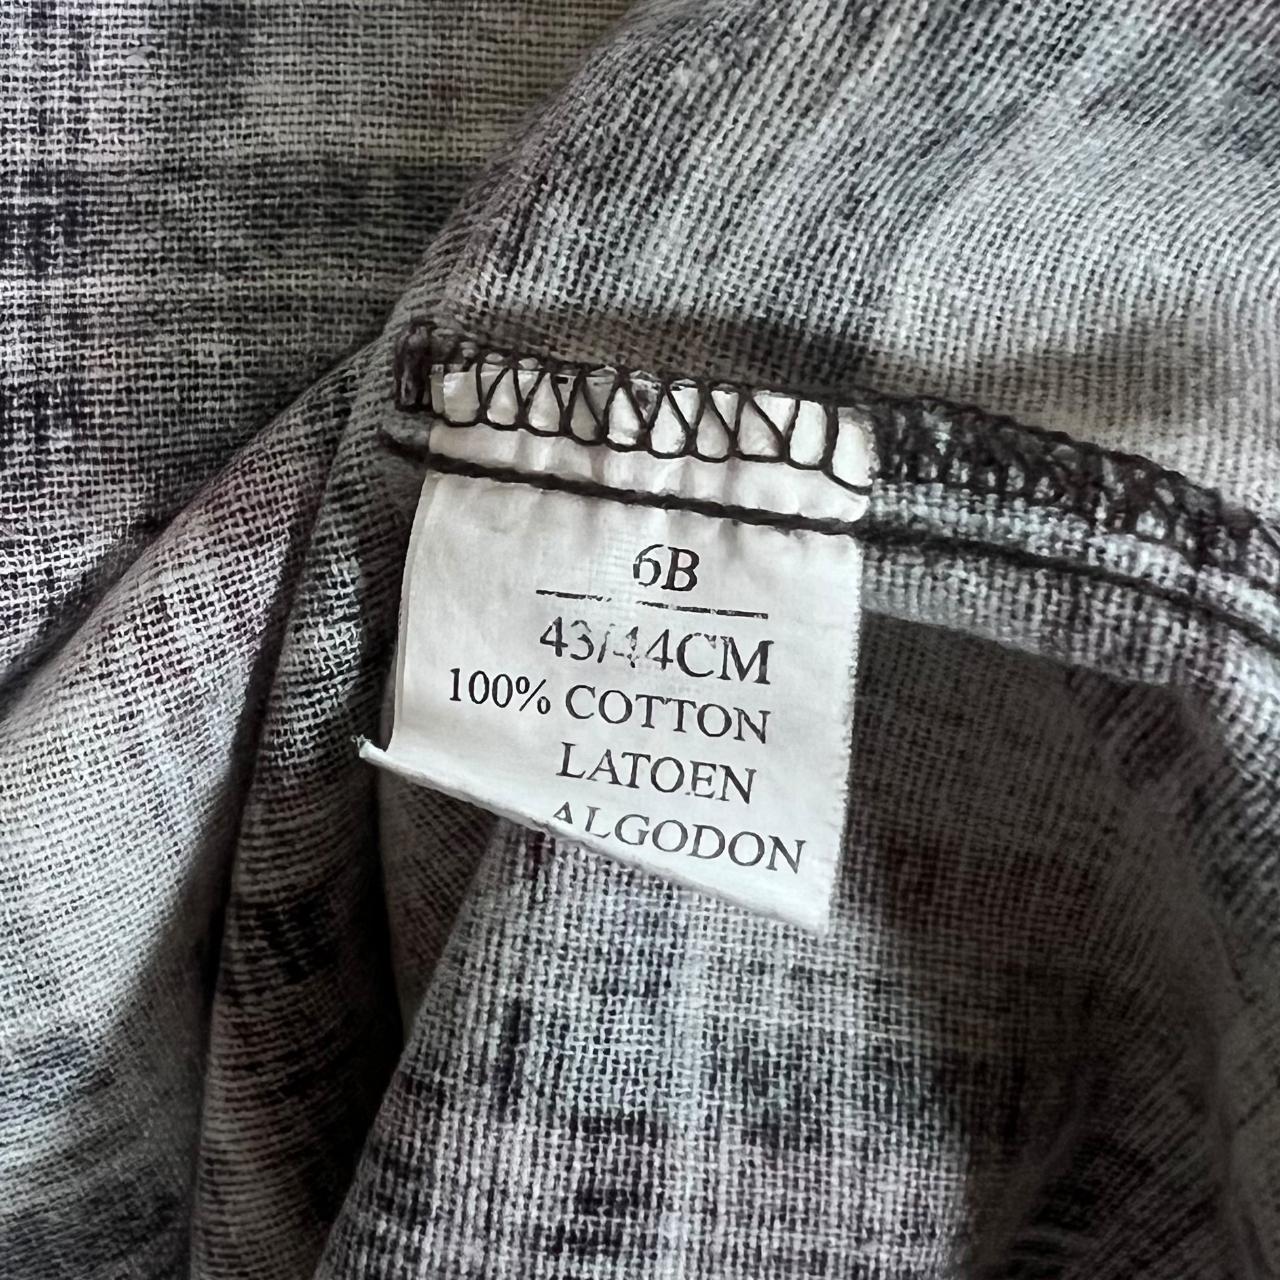 6B
43/44CM
100% COTTON
LATOEN
ALGODON